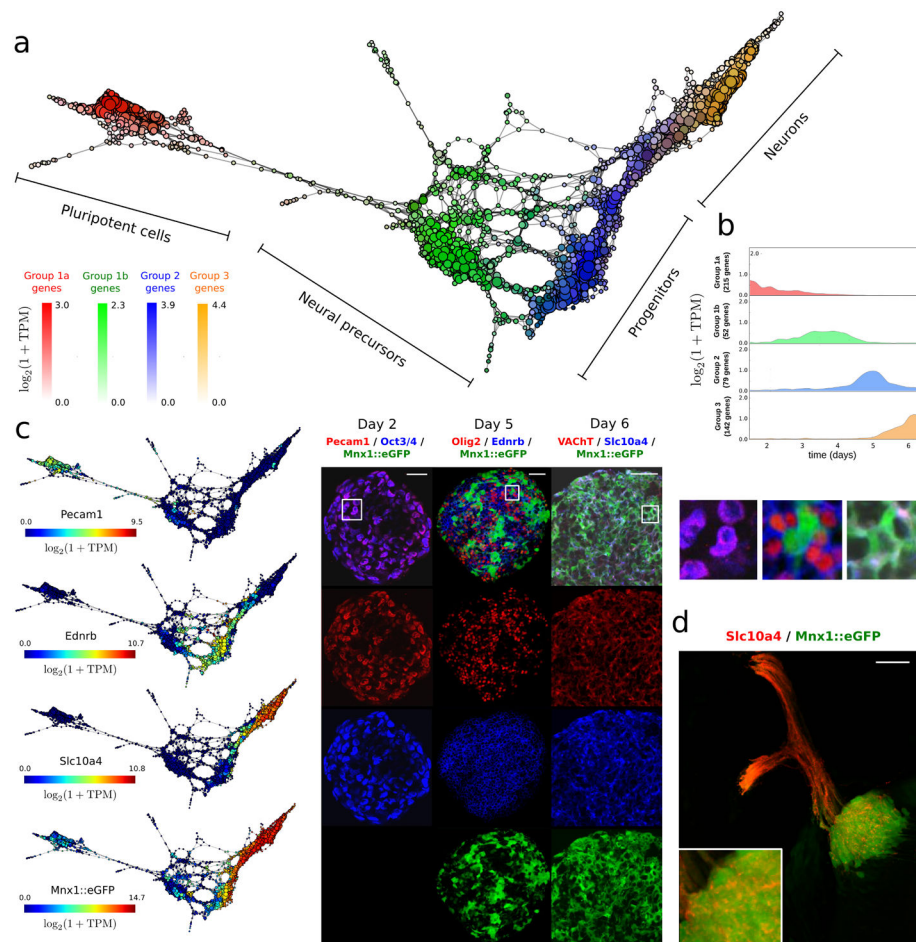 a
Pluripotent cells
Neural precursors
Progenitors
Neurons
Group 1a
genes
Group 1b
genes
Group 2
genes
Group 3
genes
log2(1 + TPM)
3.0
0.0
2.3
0.0
3.9
0.0
4.4
0.0
b
log2(1 + TPM)
Group 1a
(215 genes)
2.0
1.0
0.0
Group 1b
(52 genes)
2.0
1.0
0.0
Group 2
(79 genes)
2.0
1.0
0.0
Group 3
(142 genes)
2.0
1.0
0.0
2 3 4 5 6
time (days)
c
Pecam1
0.0 9.5
log2(1 + TPM)
Ednrb
0.0 10.7
log2(1 + TPM)
Slc10a4
0.0 10.8
log2(1 + TPM)
Mnx1::eGFP
0.0 14.7
log2(1 + TPM)
Day 2
Pecam1 / Oct3/4 /
Mnx1::eGFP
Day 5
Olig2 / Ednrb /
Mnx1::eGFP
Day 6
VAChT / Slc10a4 /
Mnx1::eGFP
d
Slc10a4 / Mnx1::eGFP